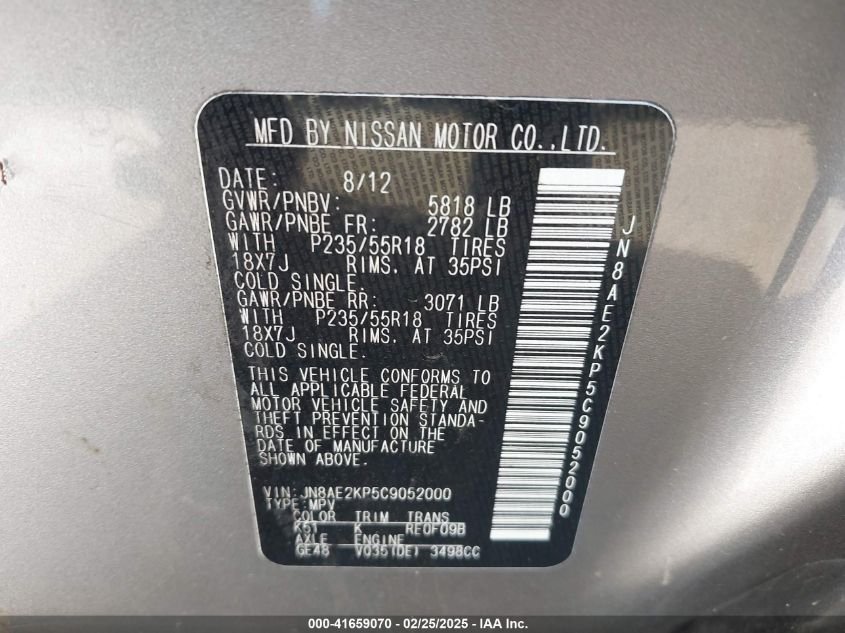 MFD BY NISSAN MOTOR CO.,LTD.
DATE: 8/12
GVWR/PNBV: 5818 LB
GAWR/PNBE FR: 2782 LB
WITH P235/55R18 TIRES
18X7J RIMS. AT 35PSI
COLD SINGLE.
GAWR/PNBE RR: 3071 LB
WITH P235/55R18 TIRES
18X7J RIMS. AT 35PSI
COLD SINGLE.
THIS VEHICLE CONFORMS TO
ALL APPLICABLE FEDERAL
MOTOR VEHICLE SAFETY AND
THEFT PREVENTION STANDA-
RDS IN EFFECT ON THE
DATE OF MANUFACTURE
SHOWN ABOVE.
VIN: JN8AE2KP5C9052000
TYPE: MPV
COLOR TRIM TRANS
K51 K RE0F09B
AXLE ENGINE
GE48 VQ35(DE) 3498CC
JN8AE2KP5C9052000
000-41659070 - 02/25/2025 - IAA Inc.